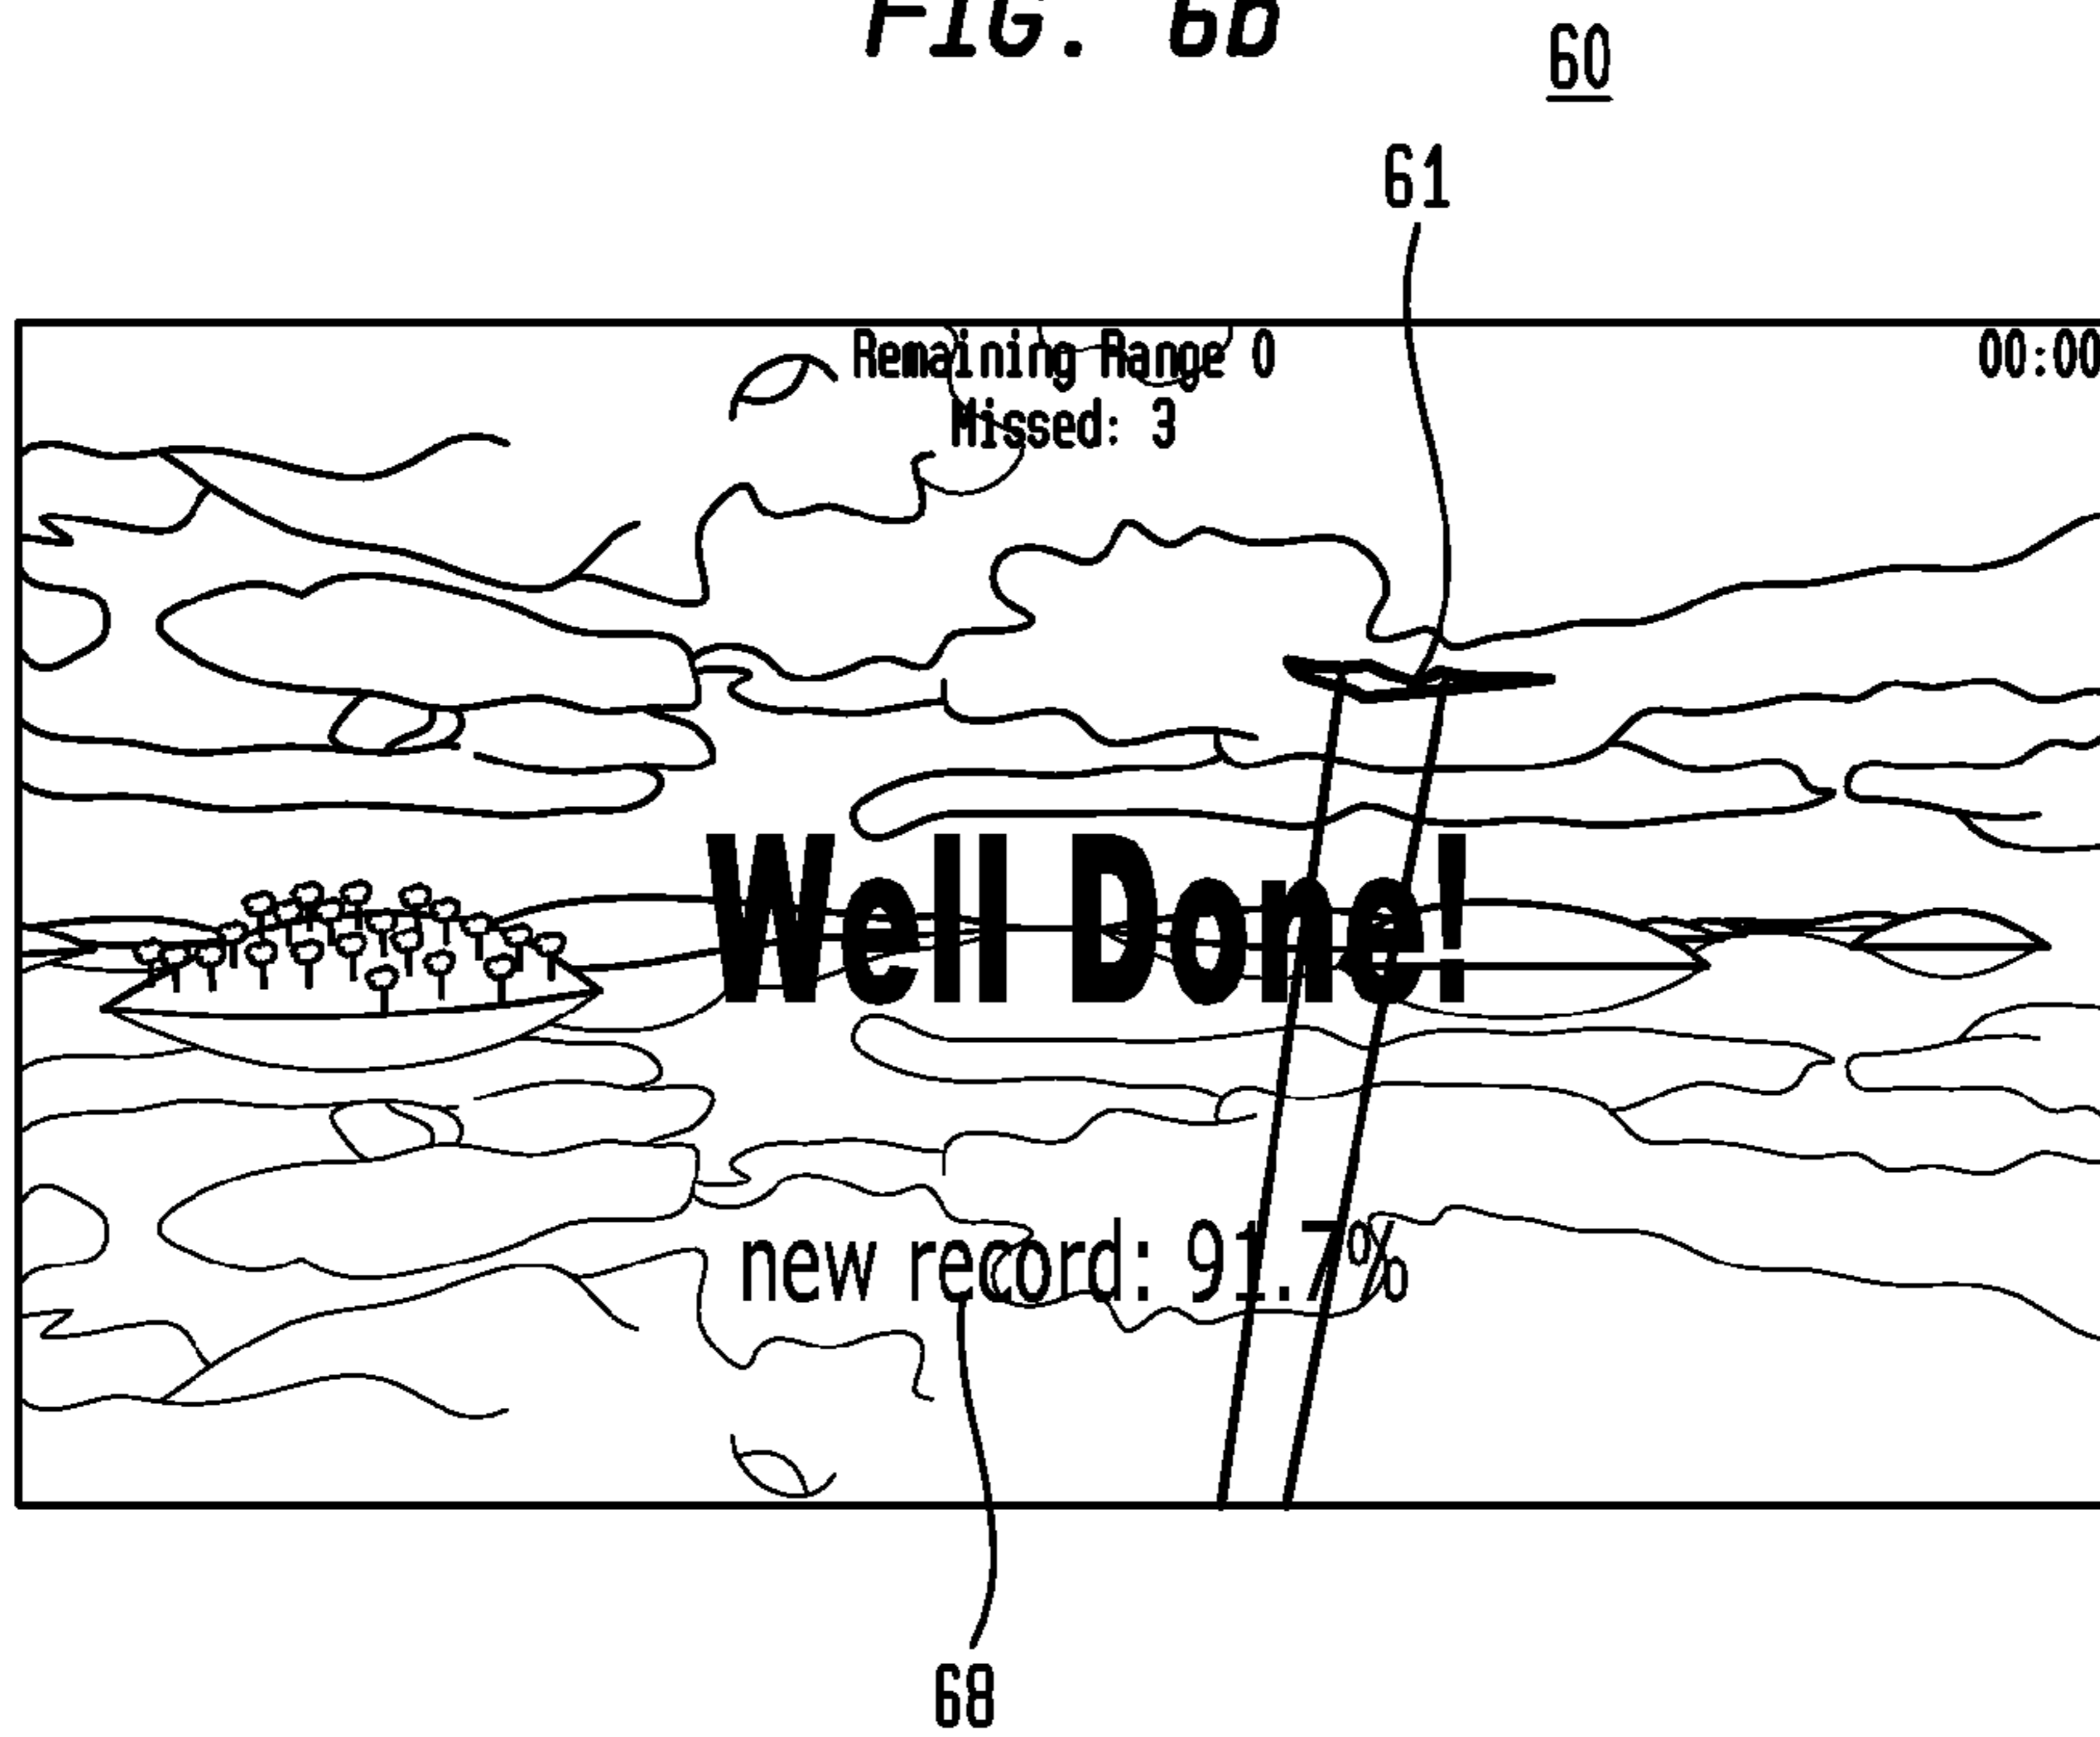 FIG. 6b
60
61
Remaining Range 0
00:00
Missed: 3
Well Done!
new record: 91.7%
68